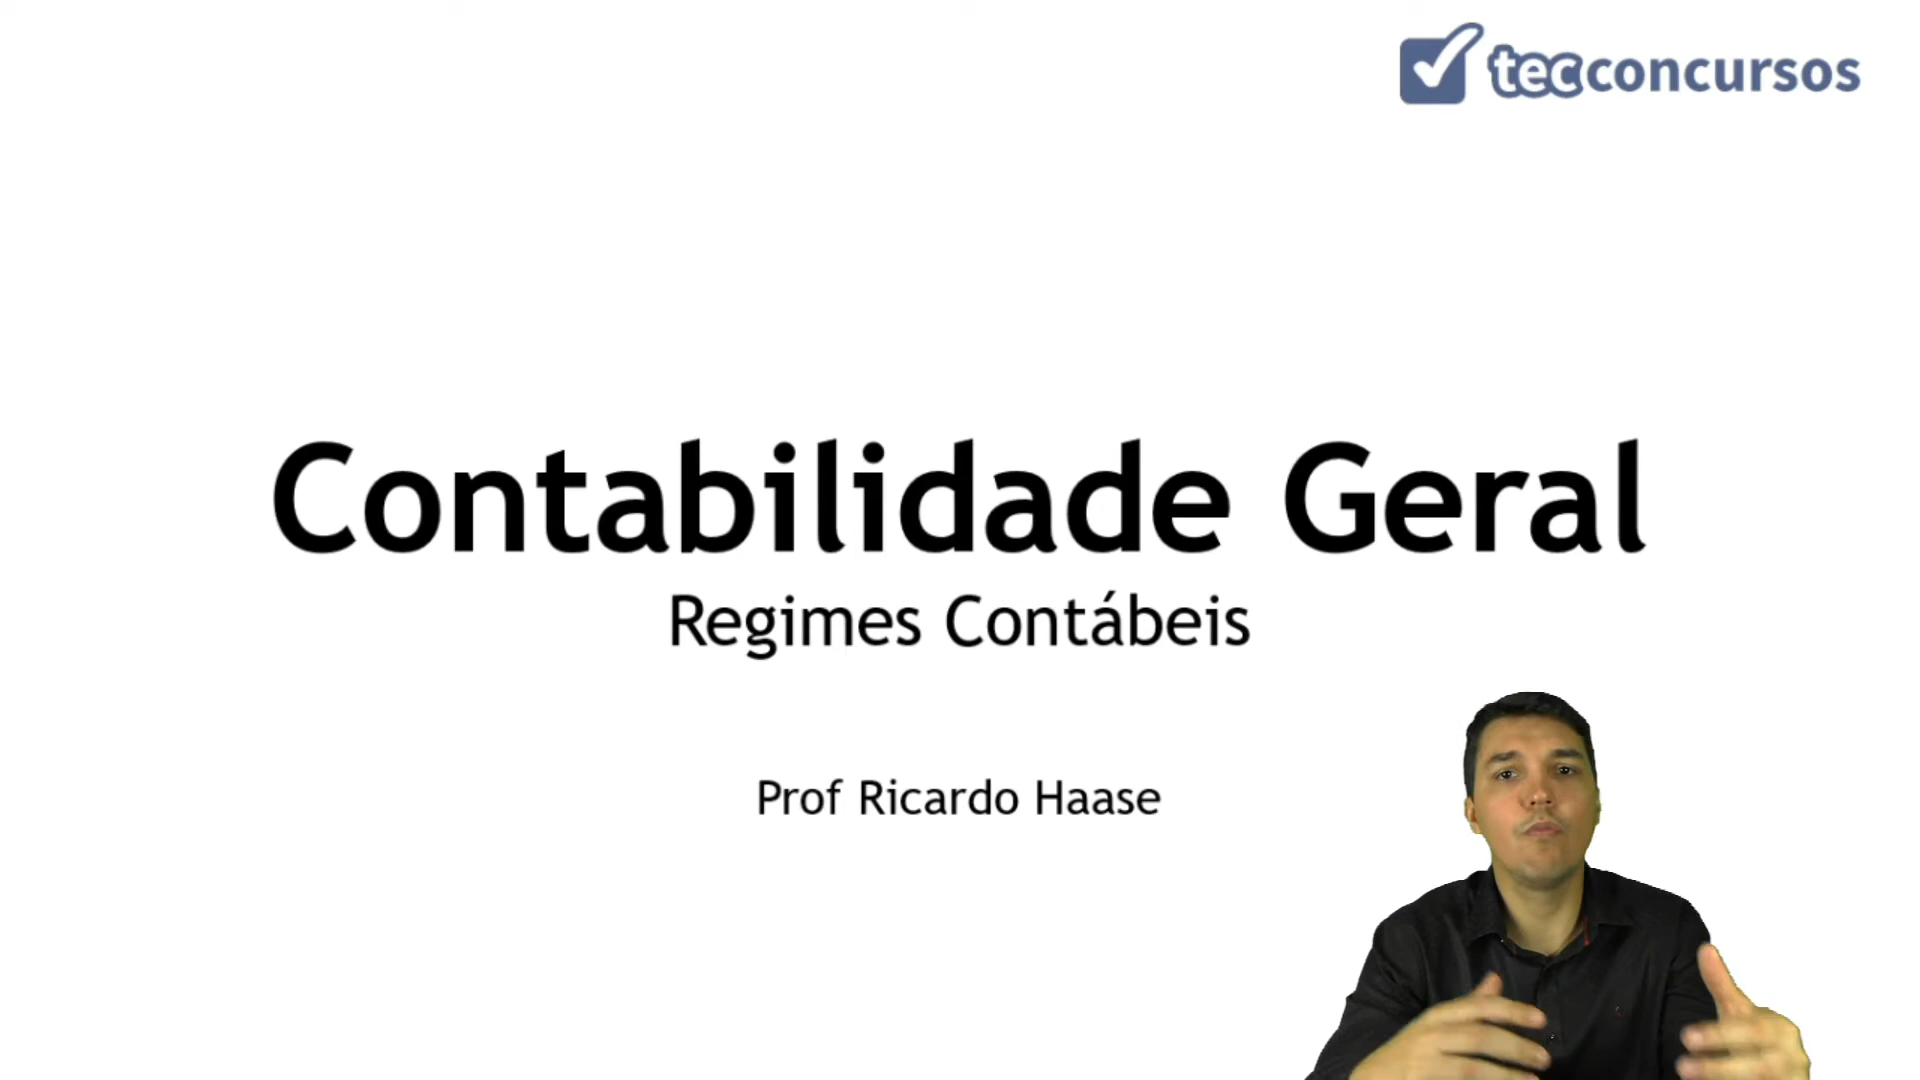 tecconcursos
Contabilidade Geral
Regimes Contábeis
Prof Ricardo Haase